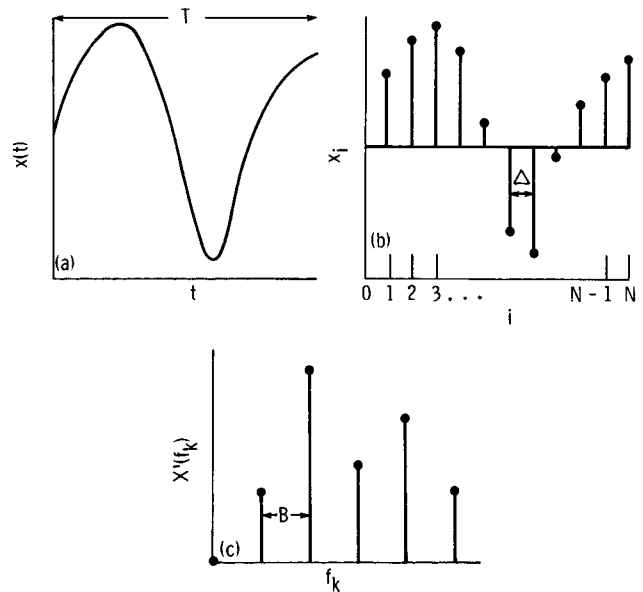 T
x(t)
(a)
t
x_i
Δ
(b)
0 1 2 3 . . . N - 1 N
i
X'(f_k)
B
(c)
f_k